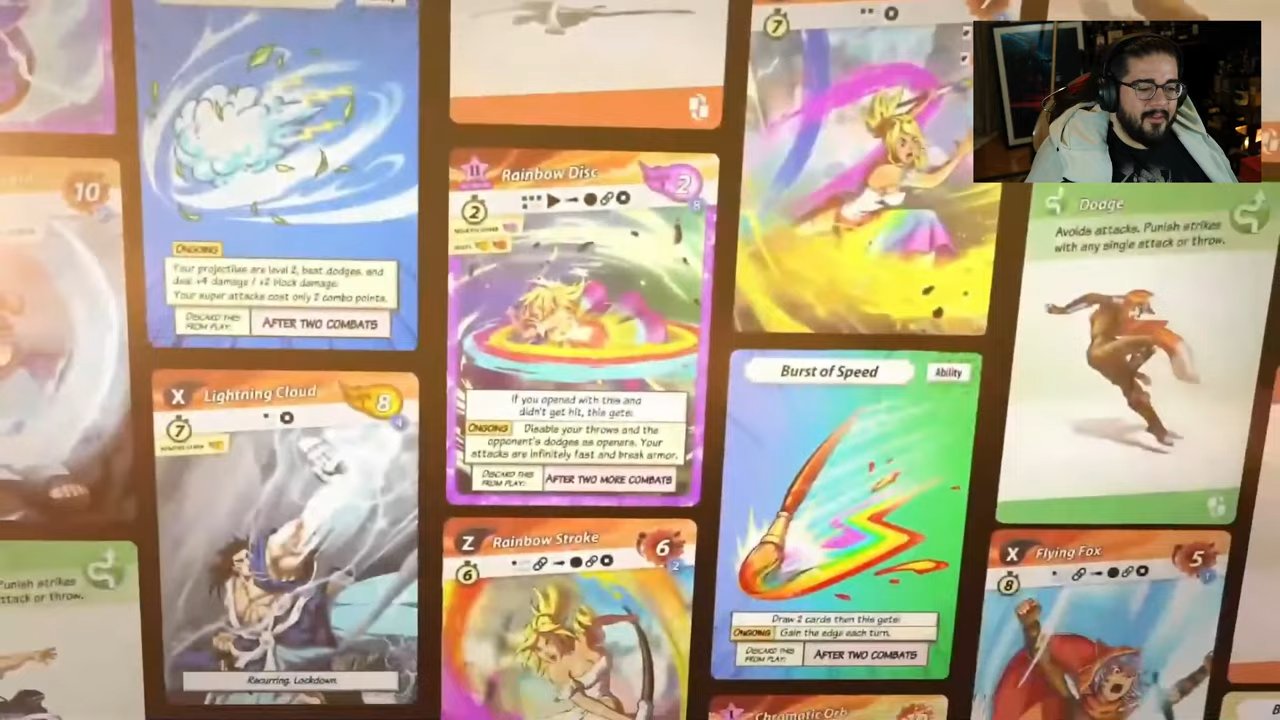 ONGOING
Your projectiles are level 2, beat dodges, and
deal +4 damage / +2 block damage.
Your super attacks cost only 2 combo points.
DISCARD THIS
FROM PLAY:
AFTER TWO COMBATS
10
X
Lightning Cloud
8
7
Recurring. Lockdown.
Punish strikes
II
Rainbow Disc
2
8
2
If you opened with this and
didn't get hit, this gets:
ONGOING Disable your throws and the
opponent's dodges as openers. Your
attacks are infinitely fast and break armor.
DISCARD THIS
FROM PLAY:
AFTER TWO MORE COMBATS
Z
Rainbow Stroke
6
2
6
7
Burst of Speed
Ability
Draw 2 cards then this gets:
ONGOING Gain the edge each turn.
DISCARD THIS
FROM PLAY:
AFTER TWO COMBATS
I
Chromatic Orb
Dodge
Avoids attacks. Punish strikes
with any single attack or throw.
X
Flying Fox
5
8